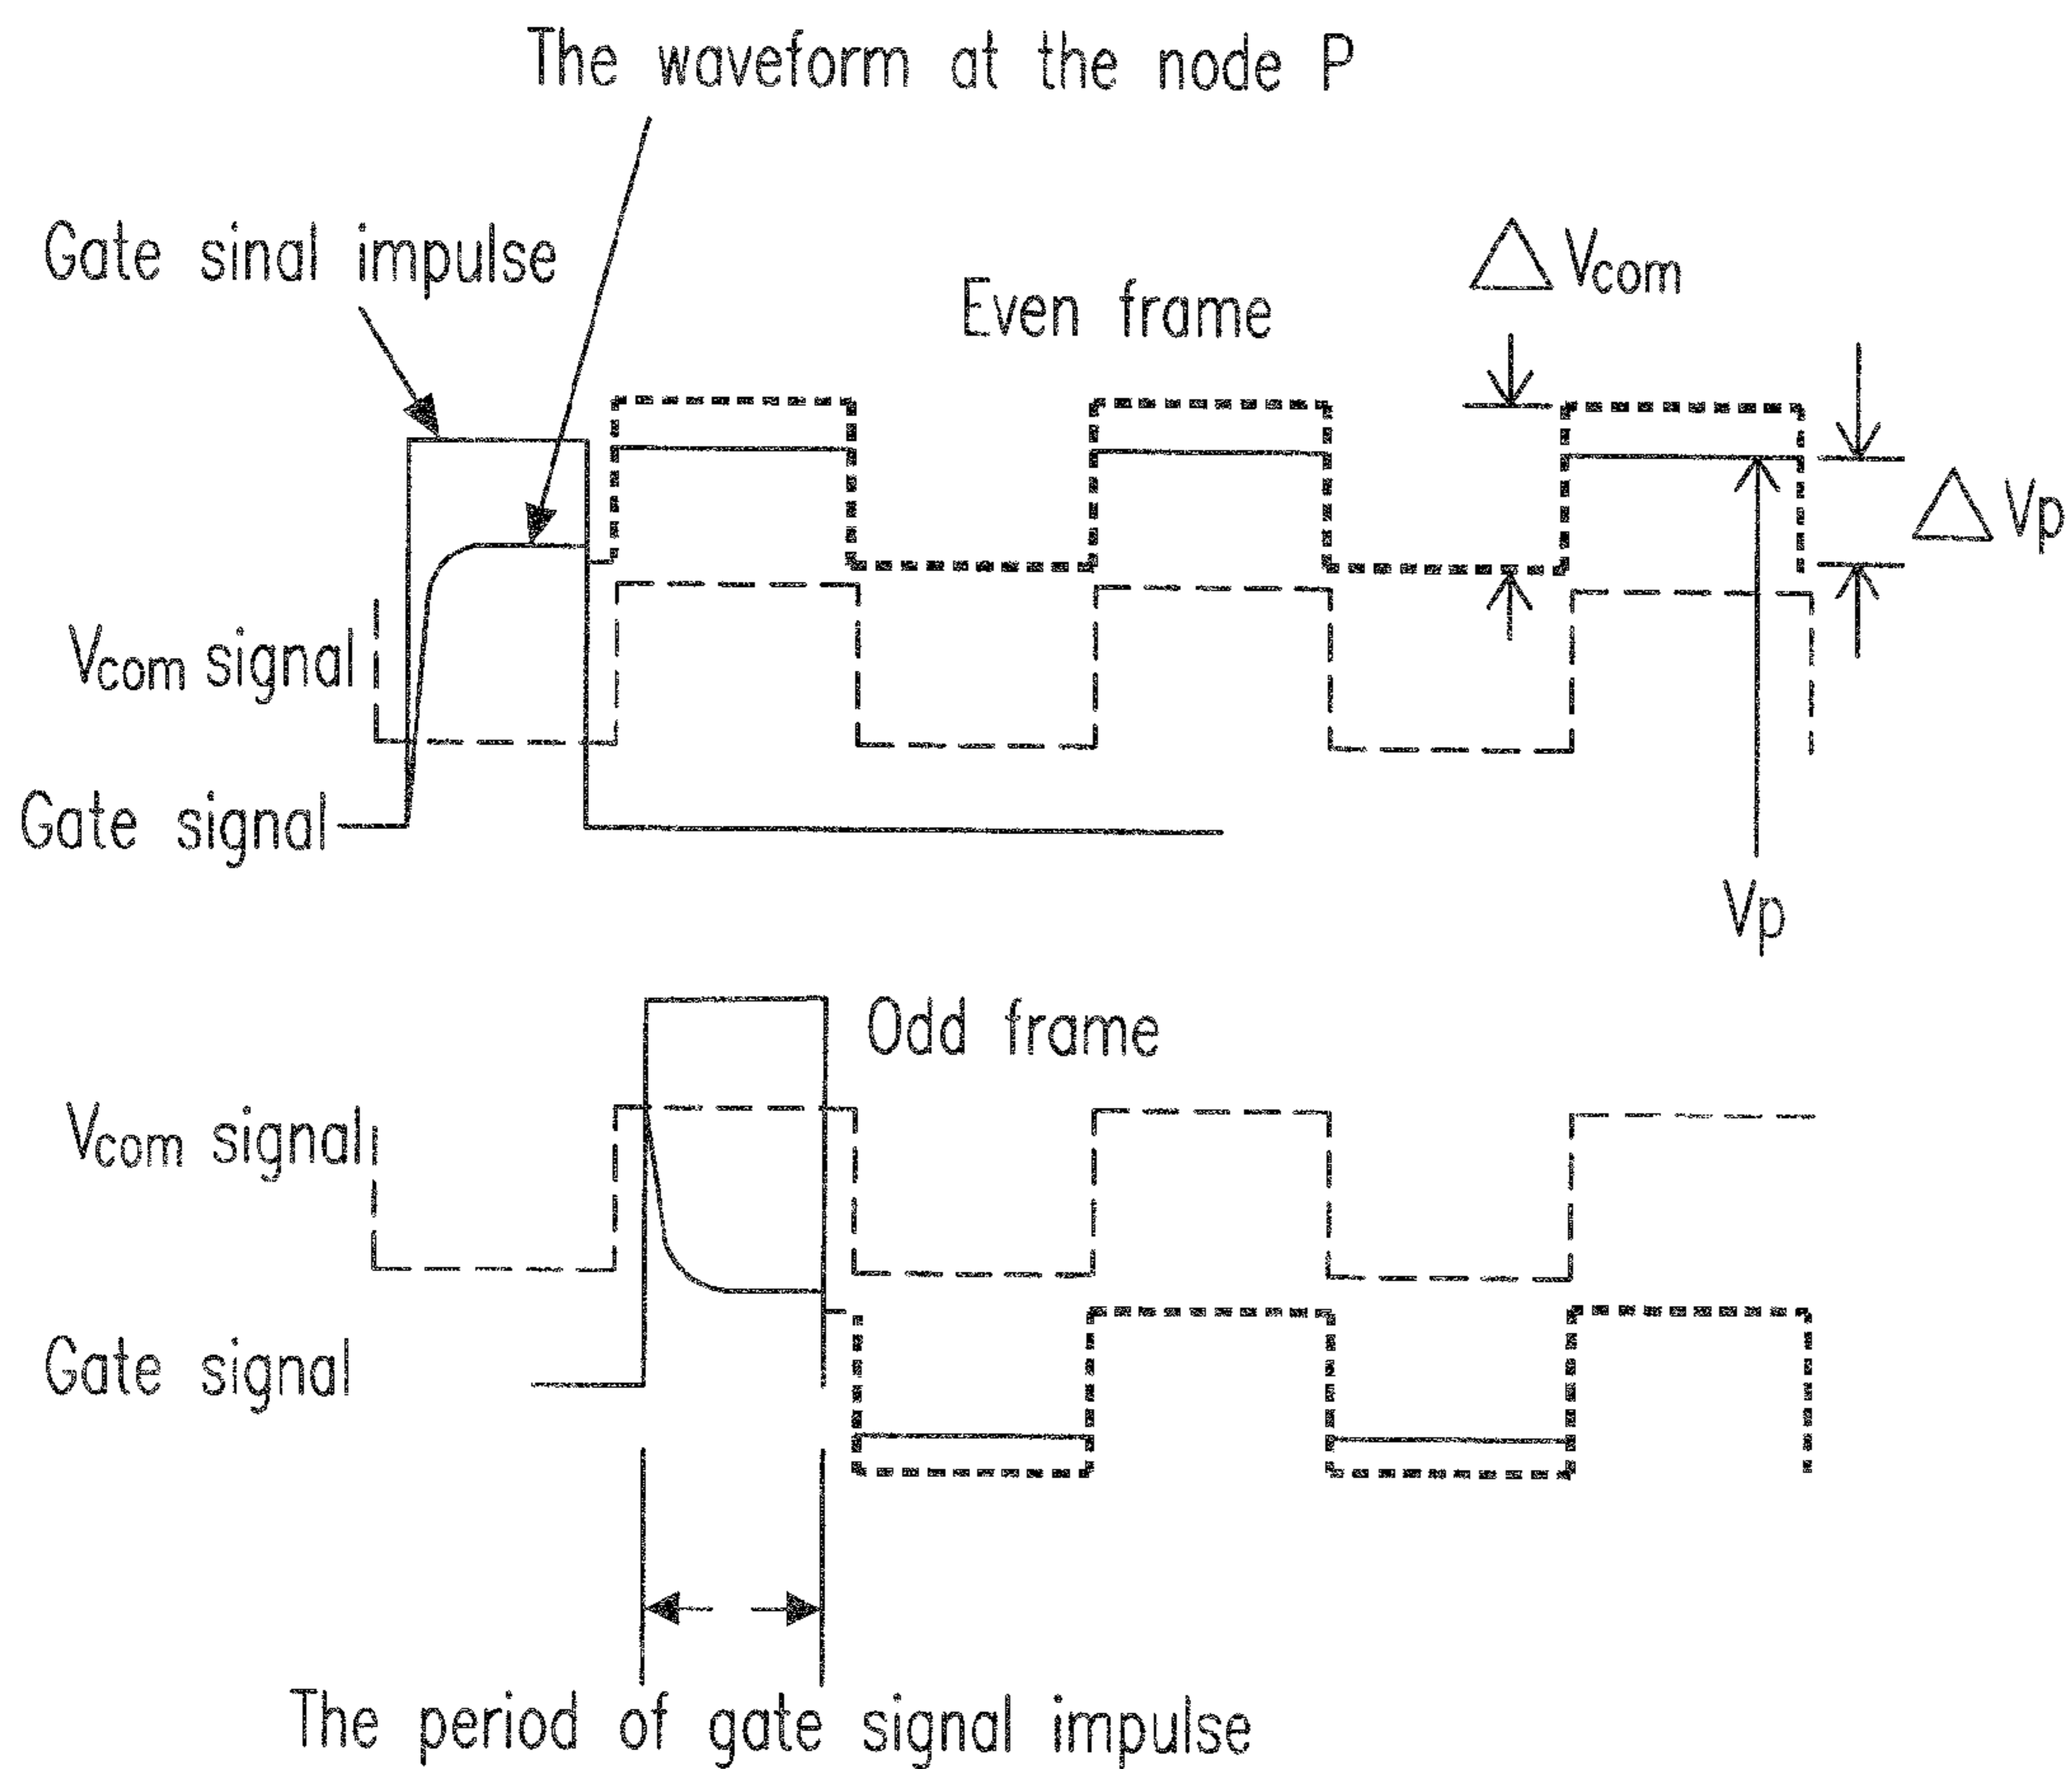 The waveform at the node P
Gate sinal impulse
Even frame
△Vcom
△Vp
Vcom signal
Gate signal
Vp
Odd frame
Vcom signal
Gate signal
The period of gate signal impulse